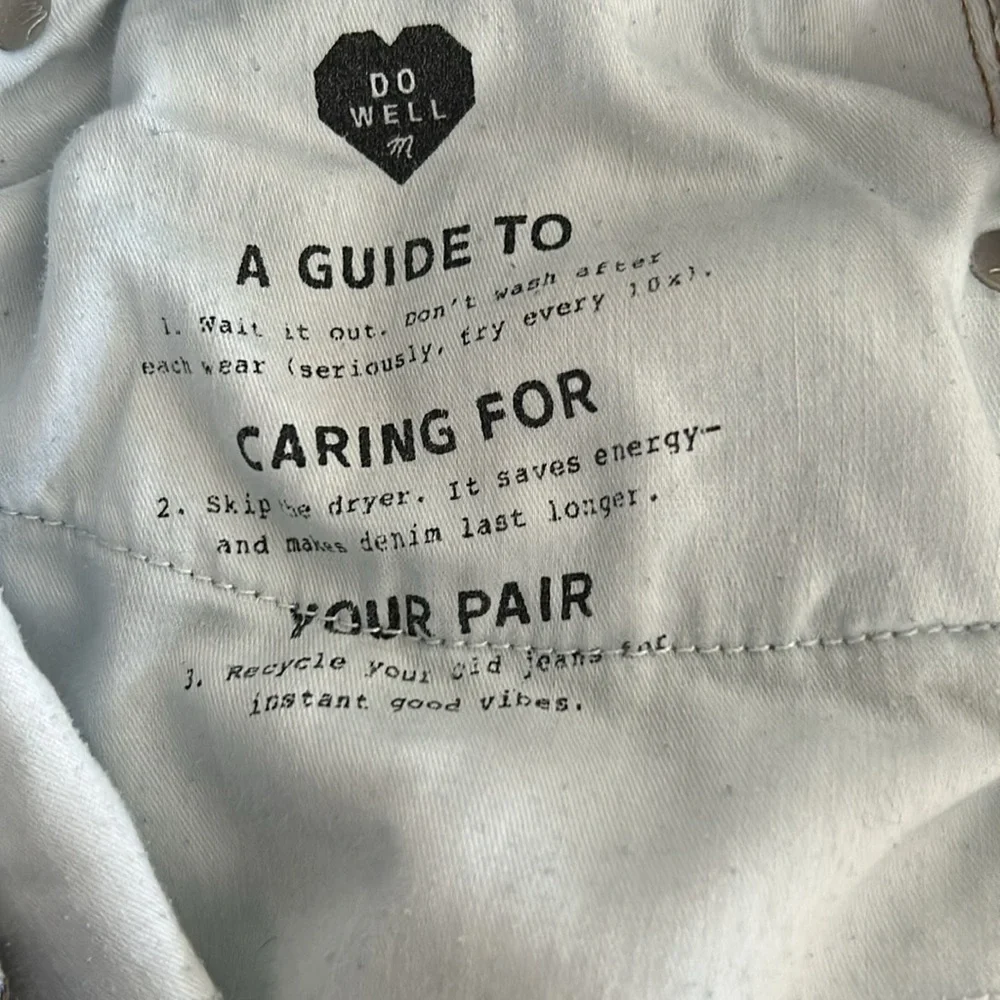 DO
WELL
m
A GUIDE TO
1. Wait it out. Don't wash after
each wear (seriously, try every 10x).
CARING FOR
2. Skip the dryer. It saves energy—
and makes denim last longer.
YOUR PAIR
3. Recycle your old jeans for
instant good vibes.